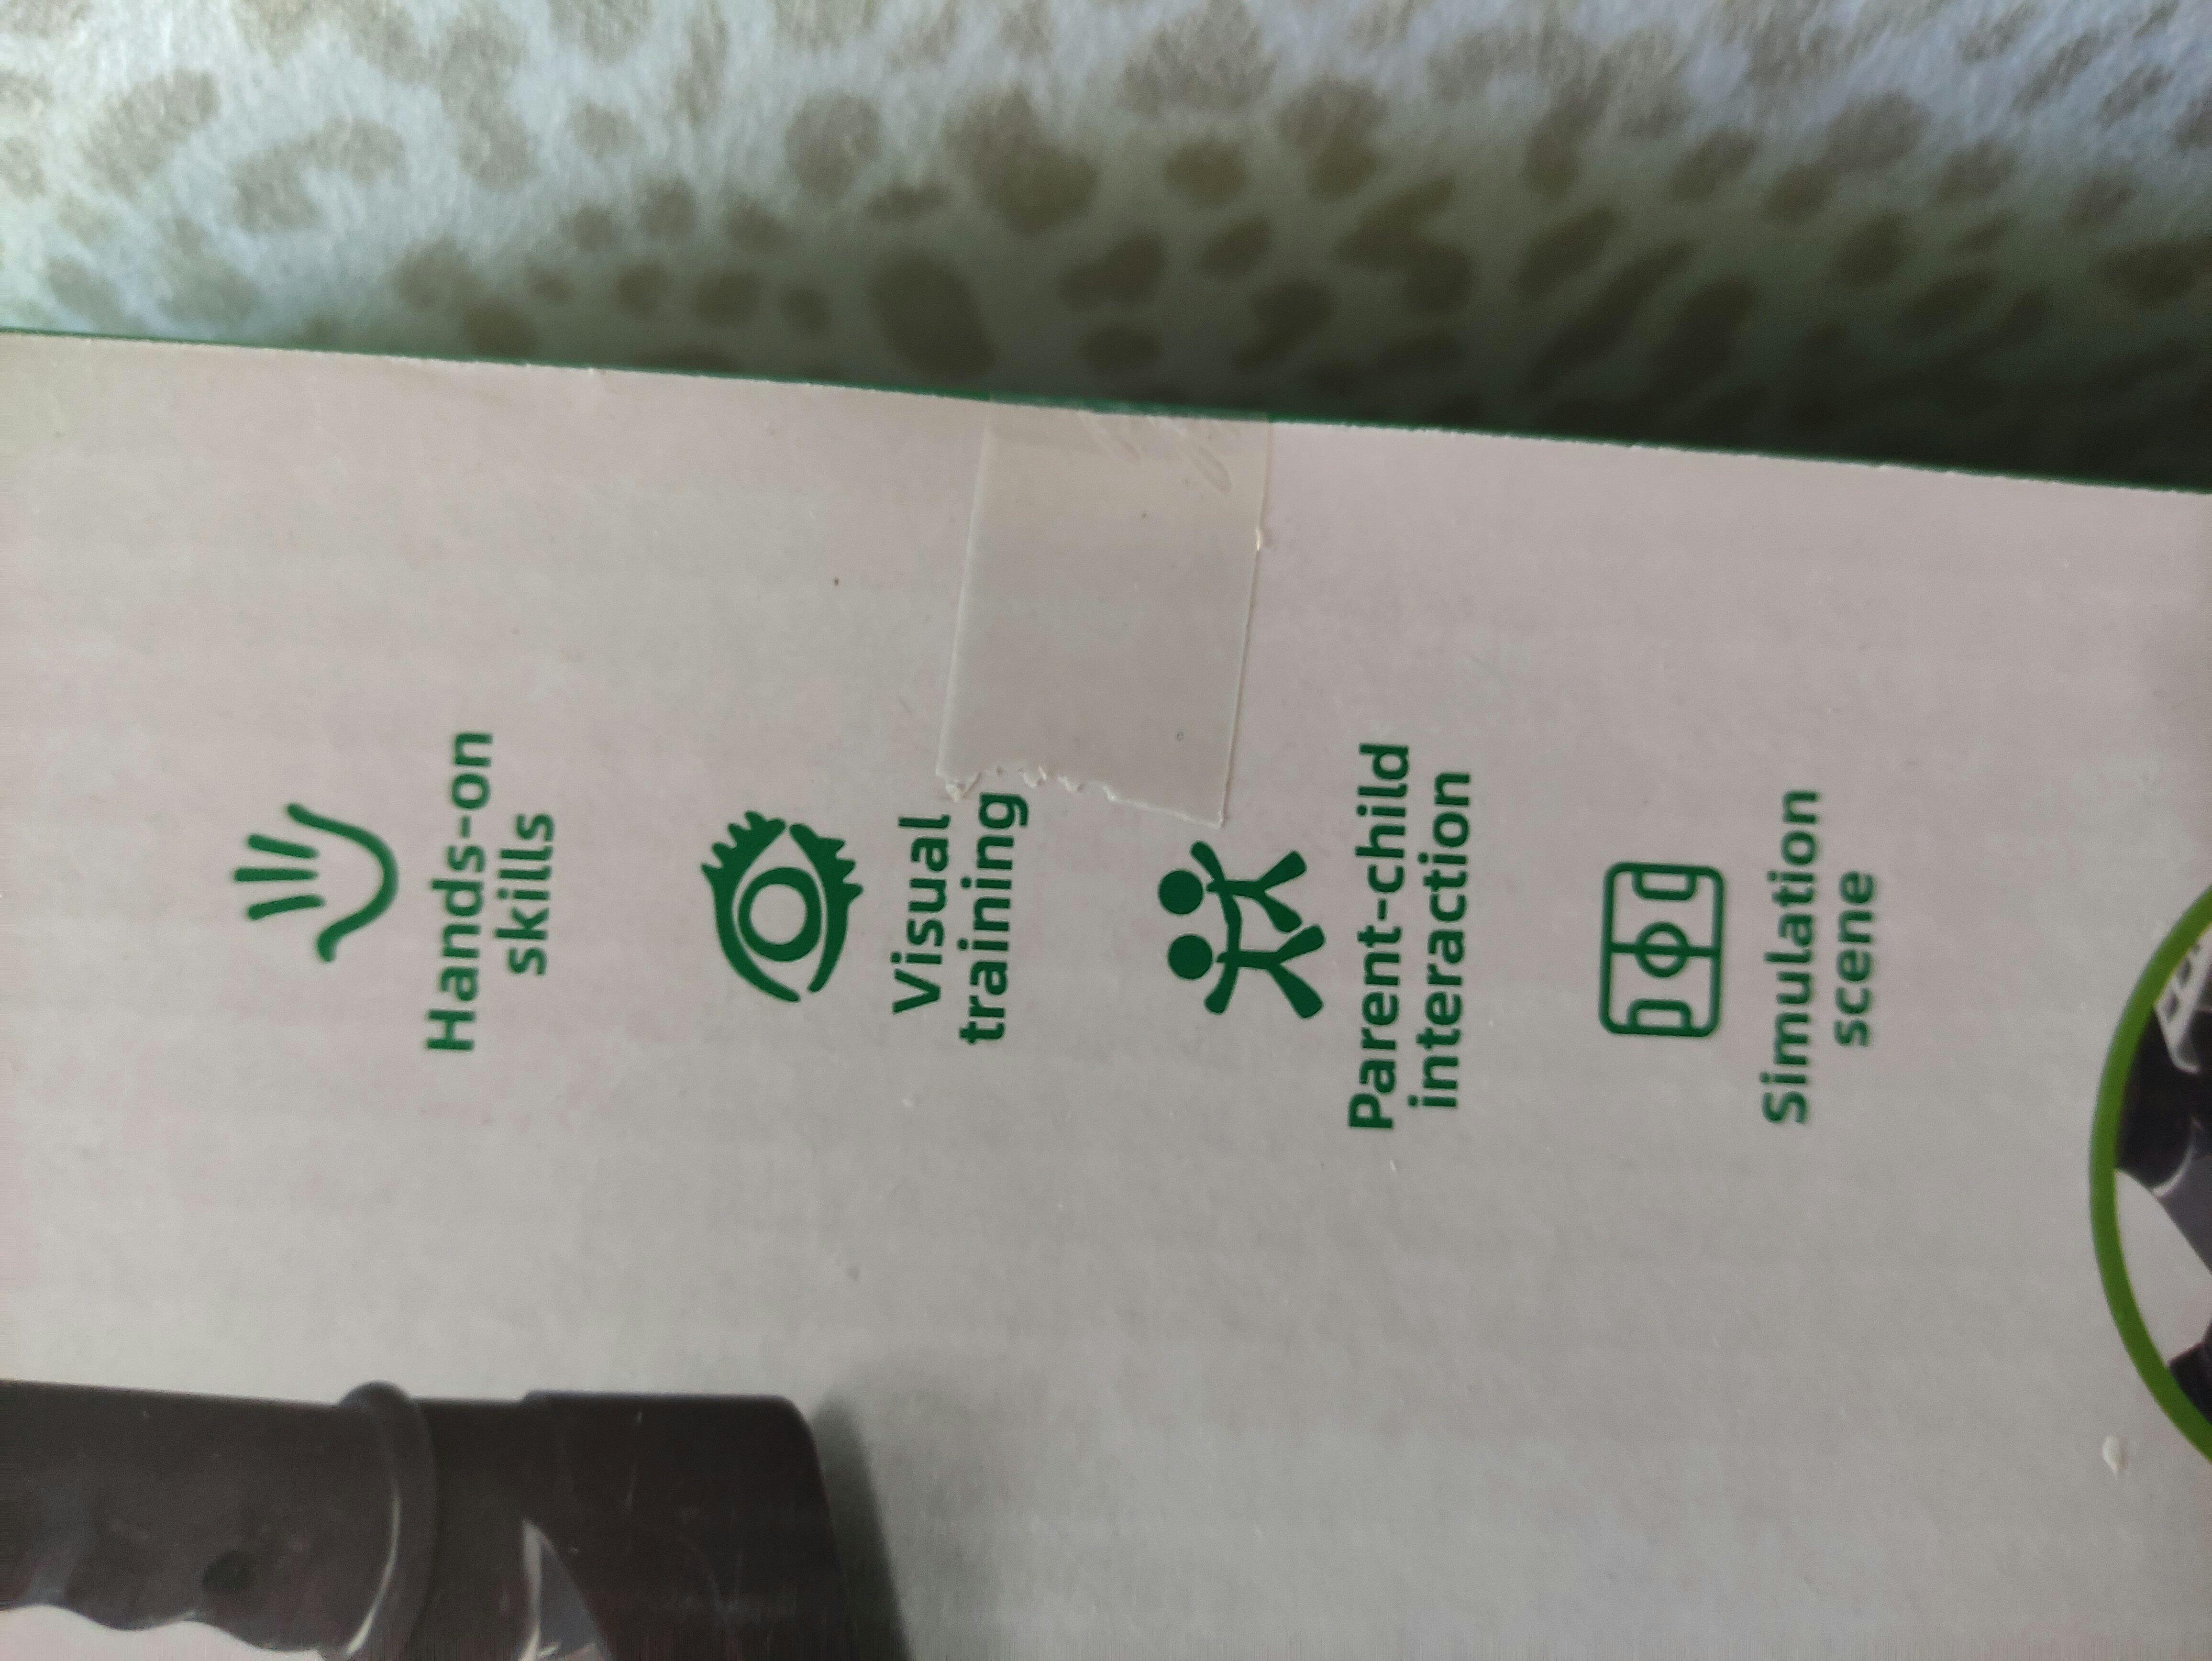 Hands-on
skills
Visual
training
Parent-child
interaction
Simulation
scene